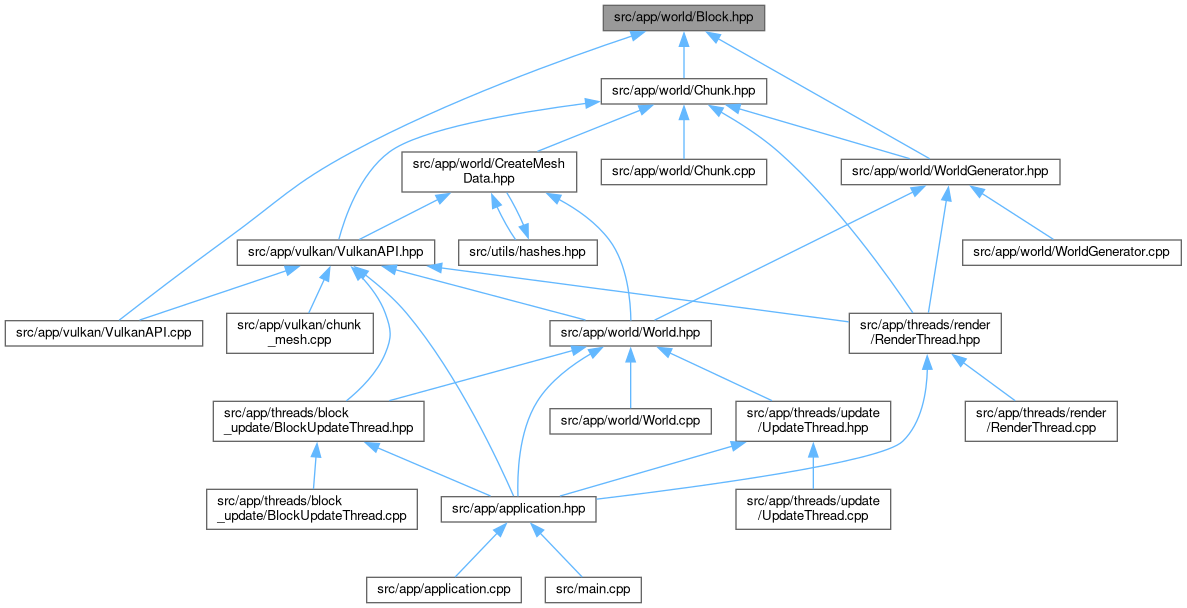 src/app/world/Block.hpp
src/app/world/Chunk.hpp
src/app/world/CreateMesh
Data.hpp
src/app/world/Chunk.cpp
src/app/world/WorldGenerator.hpp
src/app/vulkan/VulkanAPI.hpp
src/utils/hashes.hpp
src/app/world/WorldGenerator.cpp
src/app/vulkan/VulkanAPI.cpp
src/app/vulkan/chunk
_mesh.cpp
src/app/world/World.hpp
src/app/threads/render
/RenderThread.hpp
src/app/threads/block
_update/BlockUpdateThread.hpp
src/app/world/World.cpp
src/app/threads/update
/UpdateThread.hpp
src/app/threads/render
/RenderThread.cpp
src/app/threads/block
_update/BlockUpdateThread.cpp
src/app/application.hpp
src/app/threads/update
/UpdateThread.cpp
src/app/application.cpp
src/main.cpp